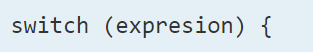 switch (expresion) {